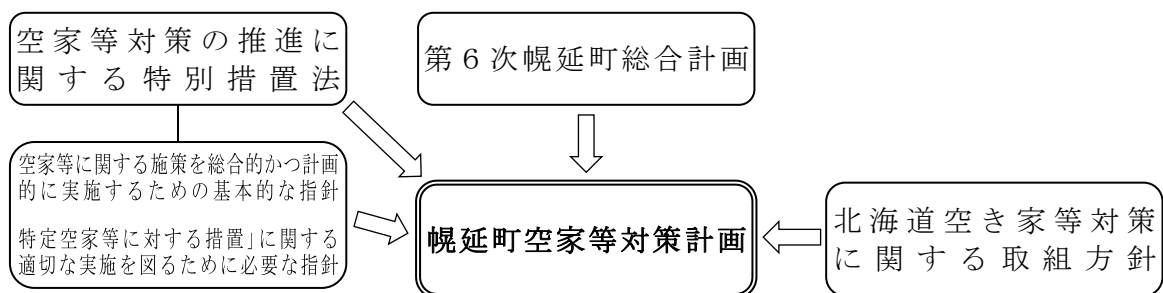 空家等対策の推進に
関する特別措置法
第６次幌延町総合計画
空家等に関する施策を総合的かつ計画
的に実施するための基本的な指針
特定空家等に対する措置」に関する
適切な実施を図るために必要な指針
幌延町空家等対策計画
北海道空き家等対策
に関する取組方針